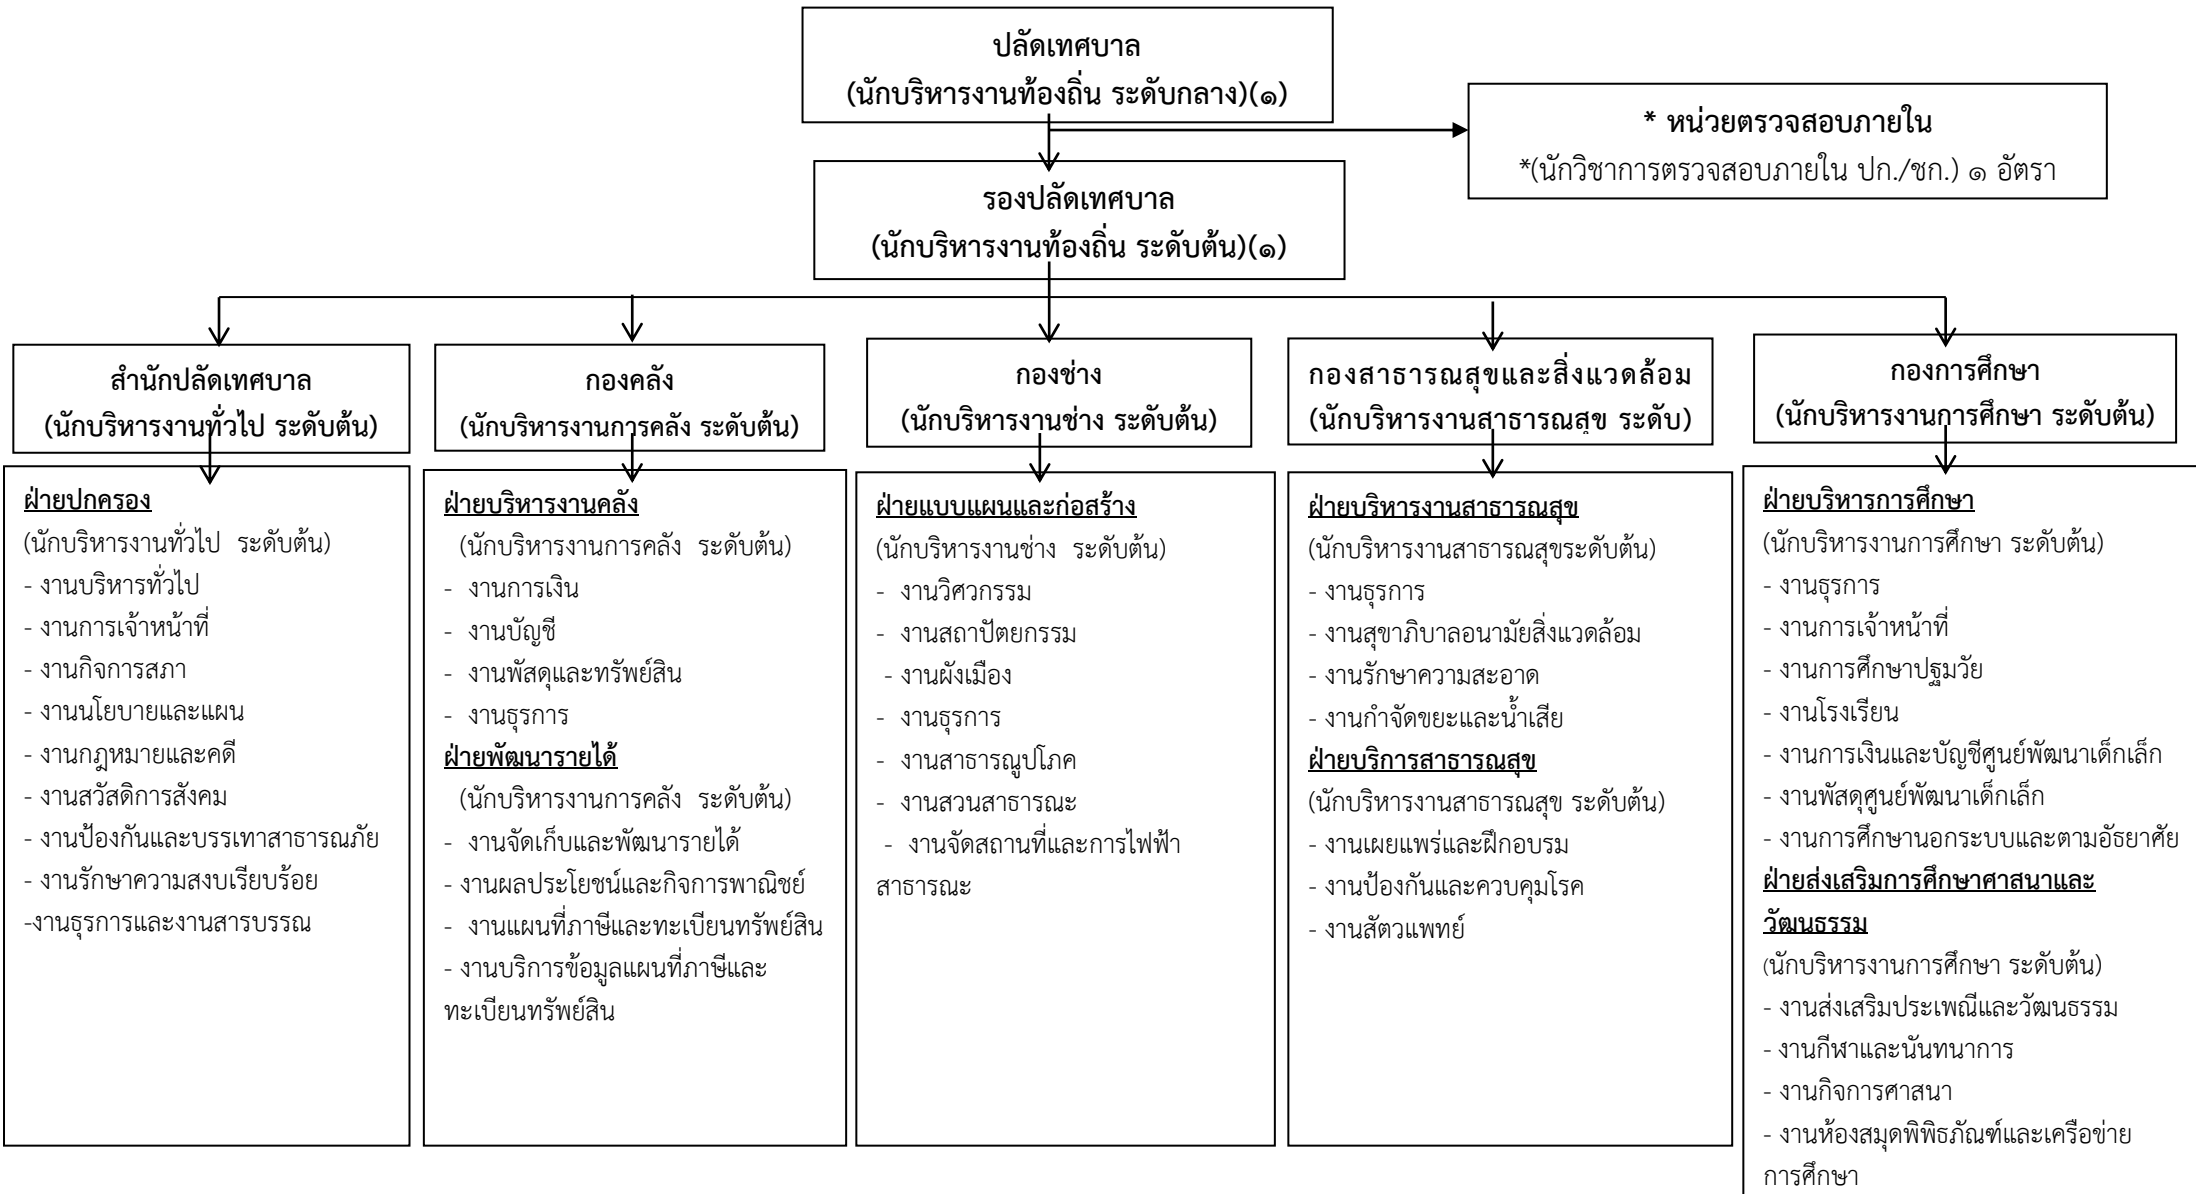 ปลัดเทศบาล
(นักบริหารงานท้องถิ่น ระดับกลาง)(๑)
* หน่วยตรวจสอบภายใน
*(นักวิชาการตรวจสอบภายใน ปก./ชก.) ๑ อัตรา
รองปลัดเทศบาล
(นักบริหารงานท้องถิ่น ระดับต้น)(๑)
สำนักปลัดเทศบาล
(นักบริหารงานทั่วไป ระดับต้น)
กองคลัง
(นักบริหารงานการคลัง ระดับต้น)
กองช่าง
(นักบริหารงานช่าง ระดับต้น)
กองสาธารณสุขและสิ่งแวดล้อม
(นักบริหารงานสาธารณสุข ระดับ)
กองการศึกษา
(นักบริหารงานการศึกษา ระดับต้น)
ฝ่ายปกครอง
(นักบริหารงานทั่วไป ระดับต้น)
- งานบริหารทั่วไป
- งานการเจ้าหน้าที่
- งานกิจการสภา
- งานนโยบายและแผน
- งานกฎหมายและคดี
- งานสวัสดิการสังคม
- งานป้องกันและบรรเทาสาธารณภัย
- งานรักษาความสงบเรียบร้อย
-งานธุรการและงานสารบรรณ
ฝ่ายบริหารงานคลัง
(นักบริหารงานการคลัง ระดับต้น)
- งานการเงิน
- งานบัญชี
- งานพัสดุและทรัพย์สิน
- งานธุรการ
ฝ่ายพัฒนารายได้
(นักบริหารงานการคลัง ระดับต้น)
- งานจัดเก็บและพัฒนารายได้
- งานผลประโยชน์และกิจการพาณิชย์
- งานแผนที่ภาษีและทะเบียนทรัพย์สิน
- งานบริการข้อมูลแผนที่ภาษีและ
ทะเบียนทรัพย์สิน
ฝ่ายแบบแผนและก่อสร้าง
(นักบริหารงานช่าง ระดับต้น)
- งานวิศวกรรม
- งานสถาปัตยกรรม
- งานผังเมือง
- งานธุรการ
- งานสาธารณูปโภค
- งานสวนสาธารณะ
- งานจัดสถานที่และการไฟฟ้า
สาธารณะ
ฝ่ายบริหารงานสาธารณสุข
(นักบริหารงานสาธารณสุขระดับต้น)
- งานธุรการ
- งานสุขาภิบาลอนามัยสิ่งแวดล้อม
- งานรักษาความสะอาด
- งานกำจัดขยะและน้ำเสีย
ฝ่ายบริการสาธารณสุข
(นักบริหารงานสาธารณสุข ระดับต้น)
- งานเผยแพร่และฝึกอบรม
- งานป้องกันและควบคุมโรค
- งานสัตวแพทย์
ฝ่ายบริหารการศึกษา
(นักบริหารงานการศึกษา ระดับต้น)
- งานธุรการ
- งานการเจ้าหน้าที่
- งานการศึกษาปฐมวัย
- งานโรงเรียน
- งานการเงินและบัญชีศูนย์พัฒนาเด็กเล็ก
- งานพัสดุศูนย์พัฒนาเด็กเล็ก
- งานการศึกษานอกระบบและตามอัธยาศัย
ฝ่ายส่งเสริมการศึกษาศาสนาและ
วัฒนธรรม
(นักบริหารงานการศึกษา ระดับต้น)
- งานส่งเสริมประเพณีและวัฒนธรรม
- งานกีฬาและนันทนาการ
- งานกิจการศาสนา
- งานห้องสมุดพิพิธภัณฑ์และเครือข่าย
การศึกษา